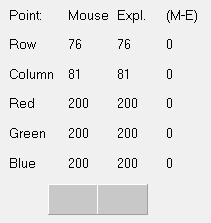 Point: Mouse Expl. (M-E)
Row 76 76 0
Column 81 81 0
Red 200 200 0
Green 200 200 0
Blue 200 200 0